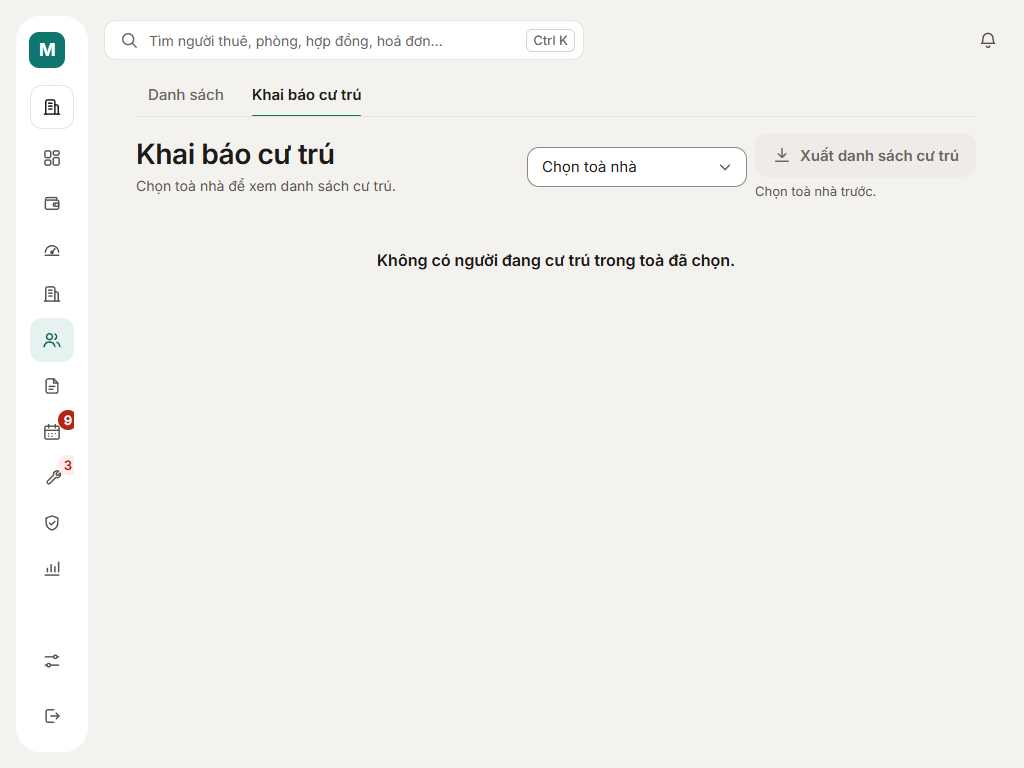 M
Tìm người thuê, phòng, hợp đồng, hoá đơn...
Ctrl K
Danh sách
Khai báo cư trú
Khai báo cư trú
Chọn toà nhà để xem danh sách cư trú.
Chọn toà nhà
Xuất danh sách cư trú
Chọn toà nhà trước.
Không có người đang cư trú trong toà đã chọn.
9
3